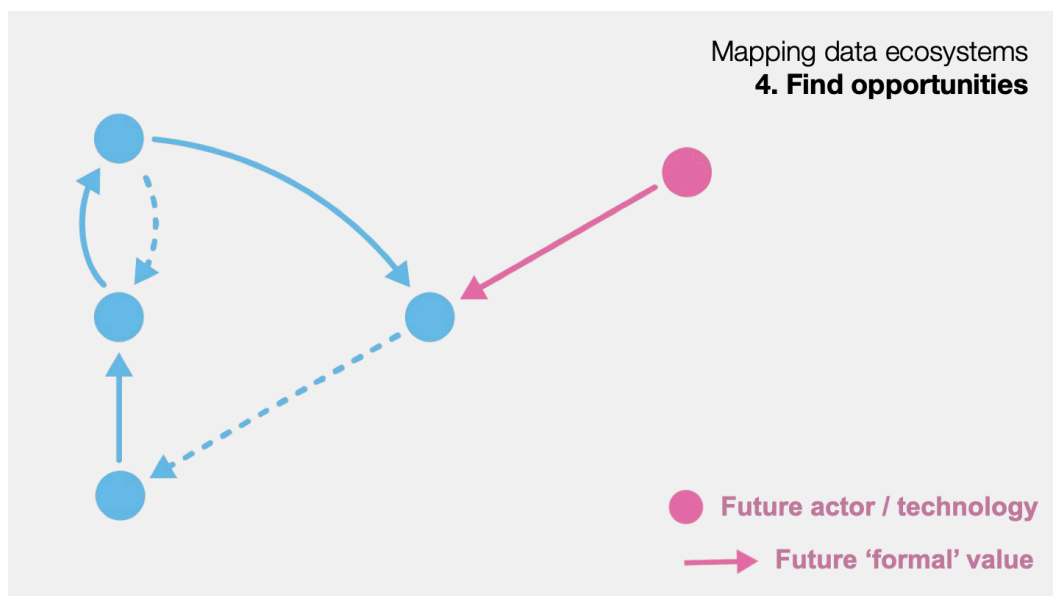 Mapping data ecosystems
4. Find opportunities
Future actor / technology
Future ‘formal’ value